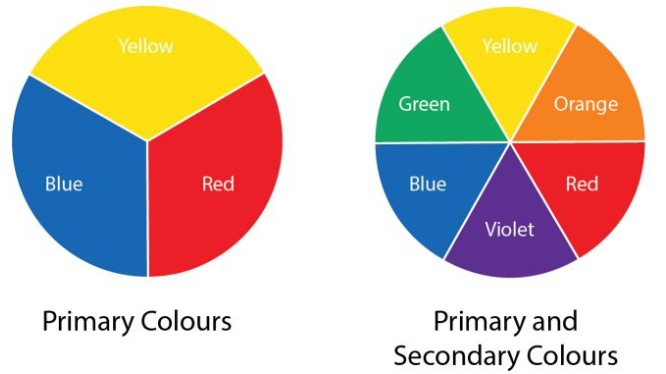 Yellow
Blue
Red
Primary Colours
Yellow
Green
Orange
Blue
Red
Violet
Primary and
Secondary Colours